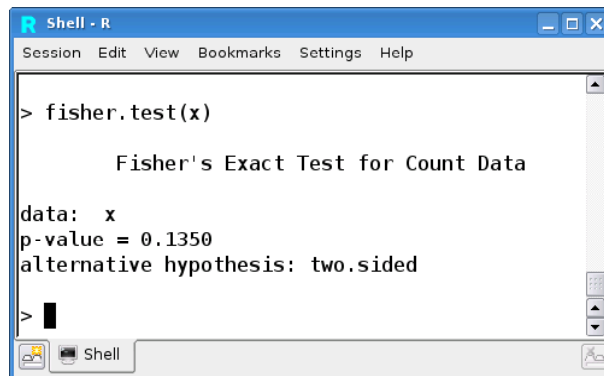 R Shell - R
Session Edit View Bookmarks Settings Help
> fisher.test(x)
Fisher's Exact Test for Count Data
data:  x
p-value = 0.1350
alternative hypothesis: two.sided
>
Shell